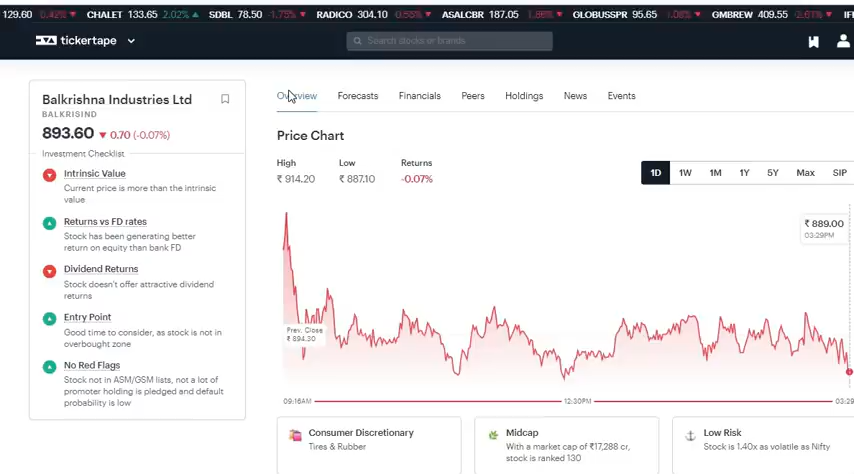 129.60 0.42% CHALET 133.65 2.02% SDBL 78.50 -1.75% RADICO 304.10 -0.55% ASALCBR 187.05 1.86% GLOBUSSPR 95.65 1.08% GMBREW 409.55 2.61% IFI
tickertape Search stocks or brands
Balkrishna Industries Ltd
BALKRISIND
893.60 0.70 (-0.07%)
Investment Checklist
Intrinsic Value
Current price is more than the intrinsic
value
Returns vs FD rates
Stock has been generating better
return on equity than bank FD
Dividend Returns
Stock doesn't offer attractive dividend
returns
Entry Point
Good time to consider, as stock is not in
overbought zone
No Red Flags
Stock not in ASM/GSM lists, not a lot of
promoter holding is pledged and default
probability is low
Overview Forecasts Financials Peers Holdings News Events
Price Chart
High Low Returns
₹ 914.20 ₹ 887.10 -0.07%
1D 1W 1M 1Y 5Y Max SIP
₹ 889.00
03:29PM
Prev. Close
₹ 894.30
09:16AM 12:30PM 03:29
Consumer Discretionary
Tires & Rubber
Midcap
With a market cap of ₹17,288 cr,
stock is ranked 130
Low Risk
Stock is 1.40x as volatile as Nifty